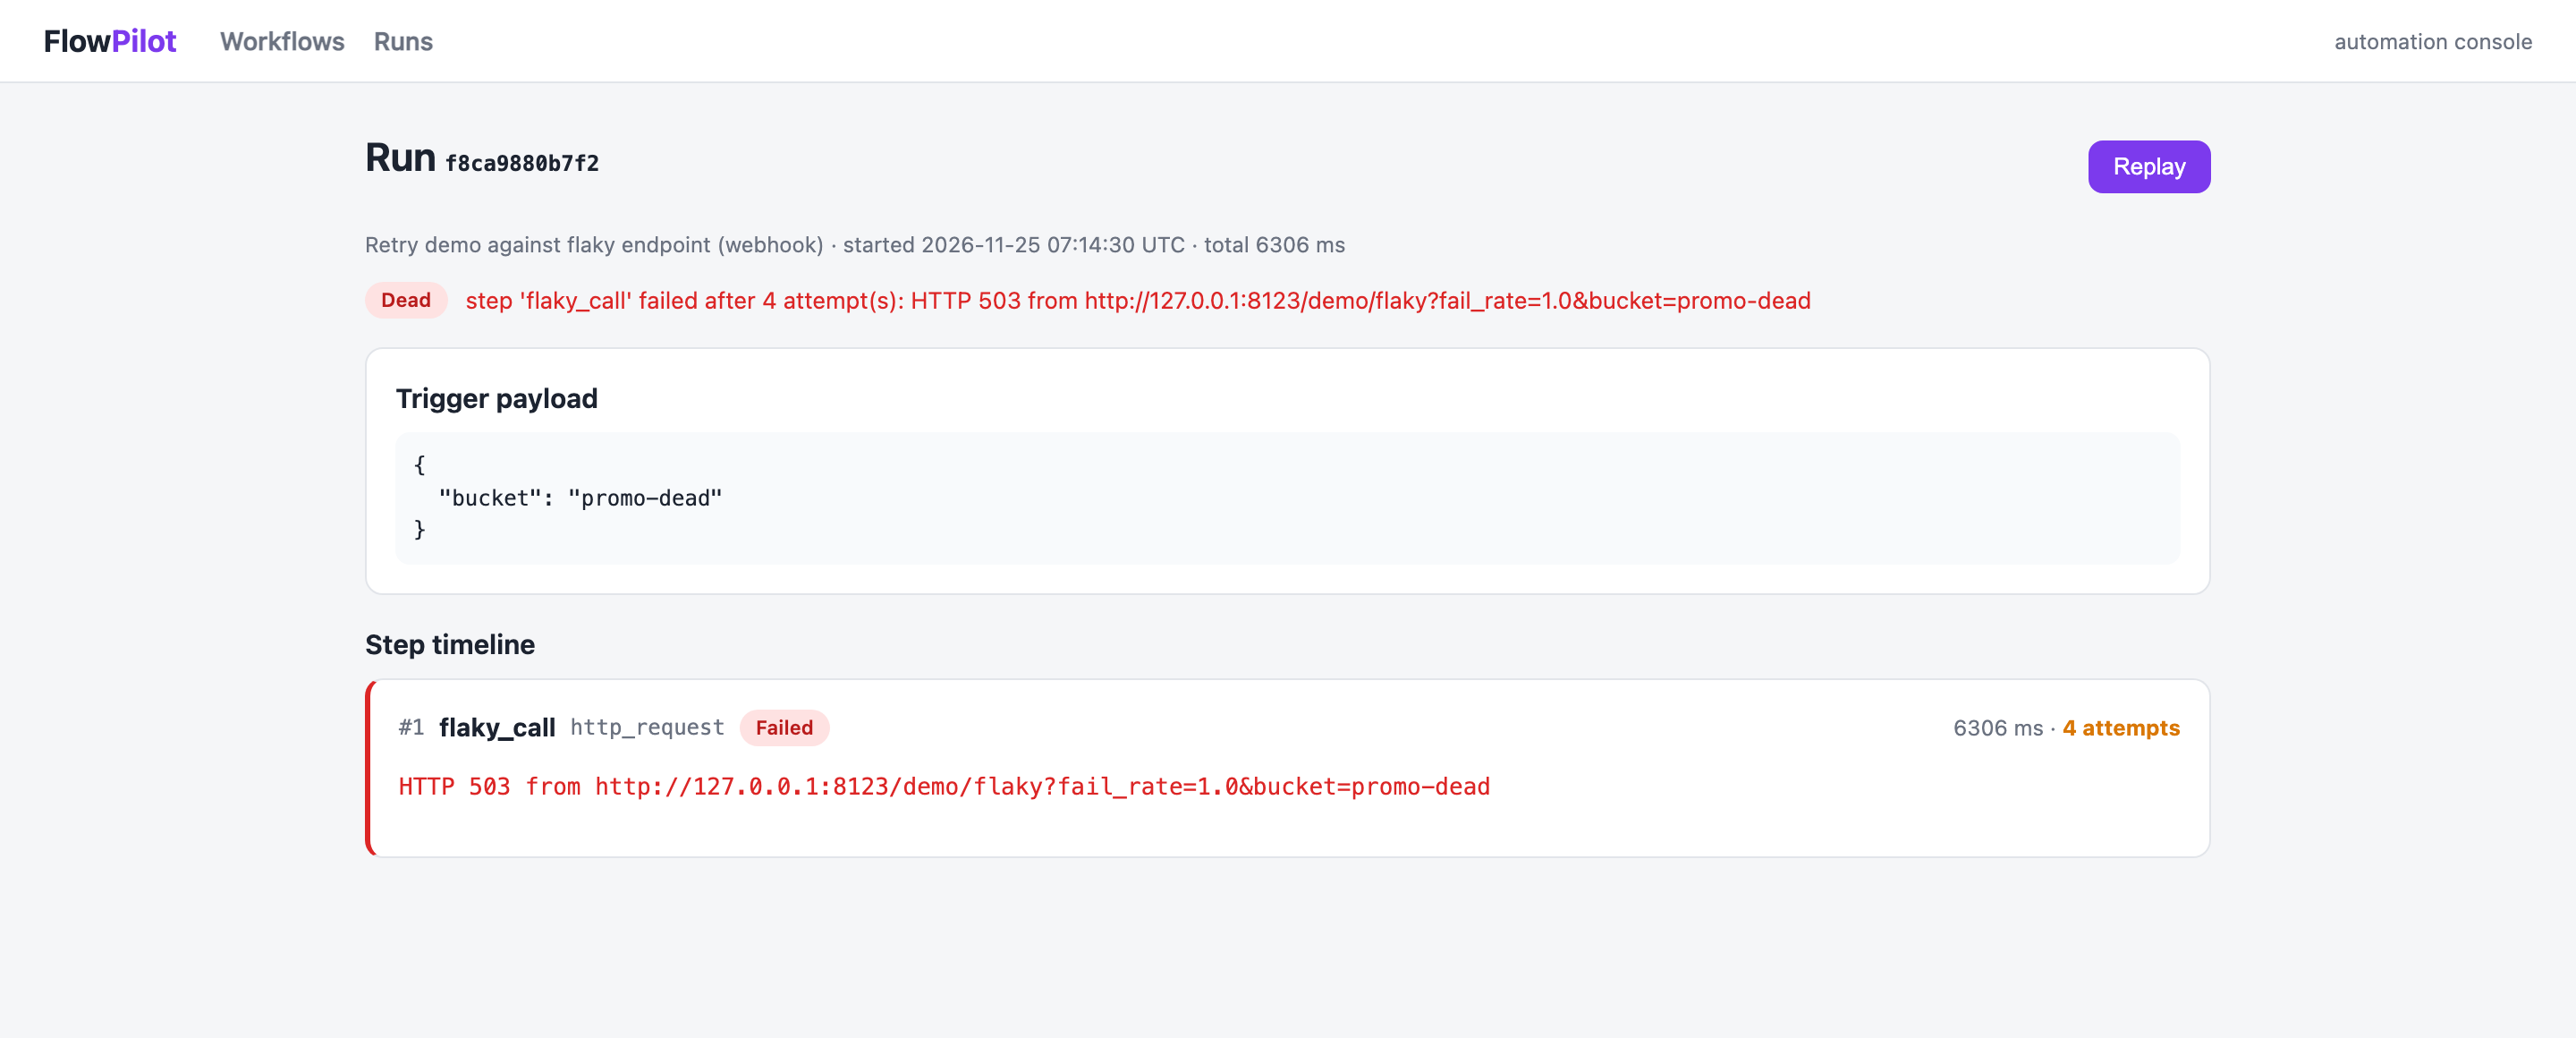 FlowPilot Workflows Runs automation console
Run f8ca9880b7f2 Replay
Retry demo against flaky endpoint (webhook) · started 2026-11-25 07:14:30 UTC · total 6306 ms
Dead step 'flaky_call' failed after 4 attempt(s): HTTP 503 from http://127.0.0.1:8123/demo/flaky?fail_rate=1.0&bucket=promo-dead
Trigger payload
{
  "bucket": "promo-dead"
}
Step timeline
#1 flaky_call http_request Failed 6306 ms · 4 attempts
HTTP 503 from http://127.0.0.1:8123/demo/flaky?fail_rate=1.0&bucket=promo-dead